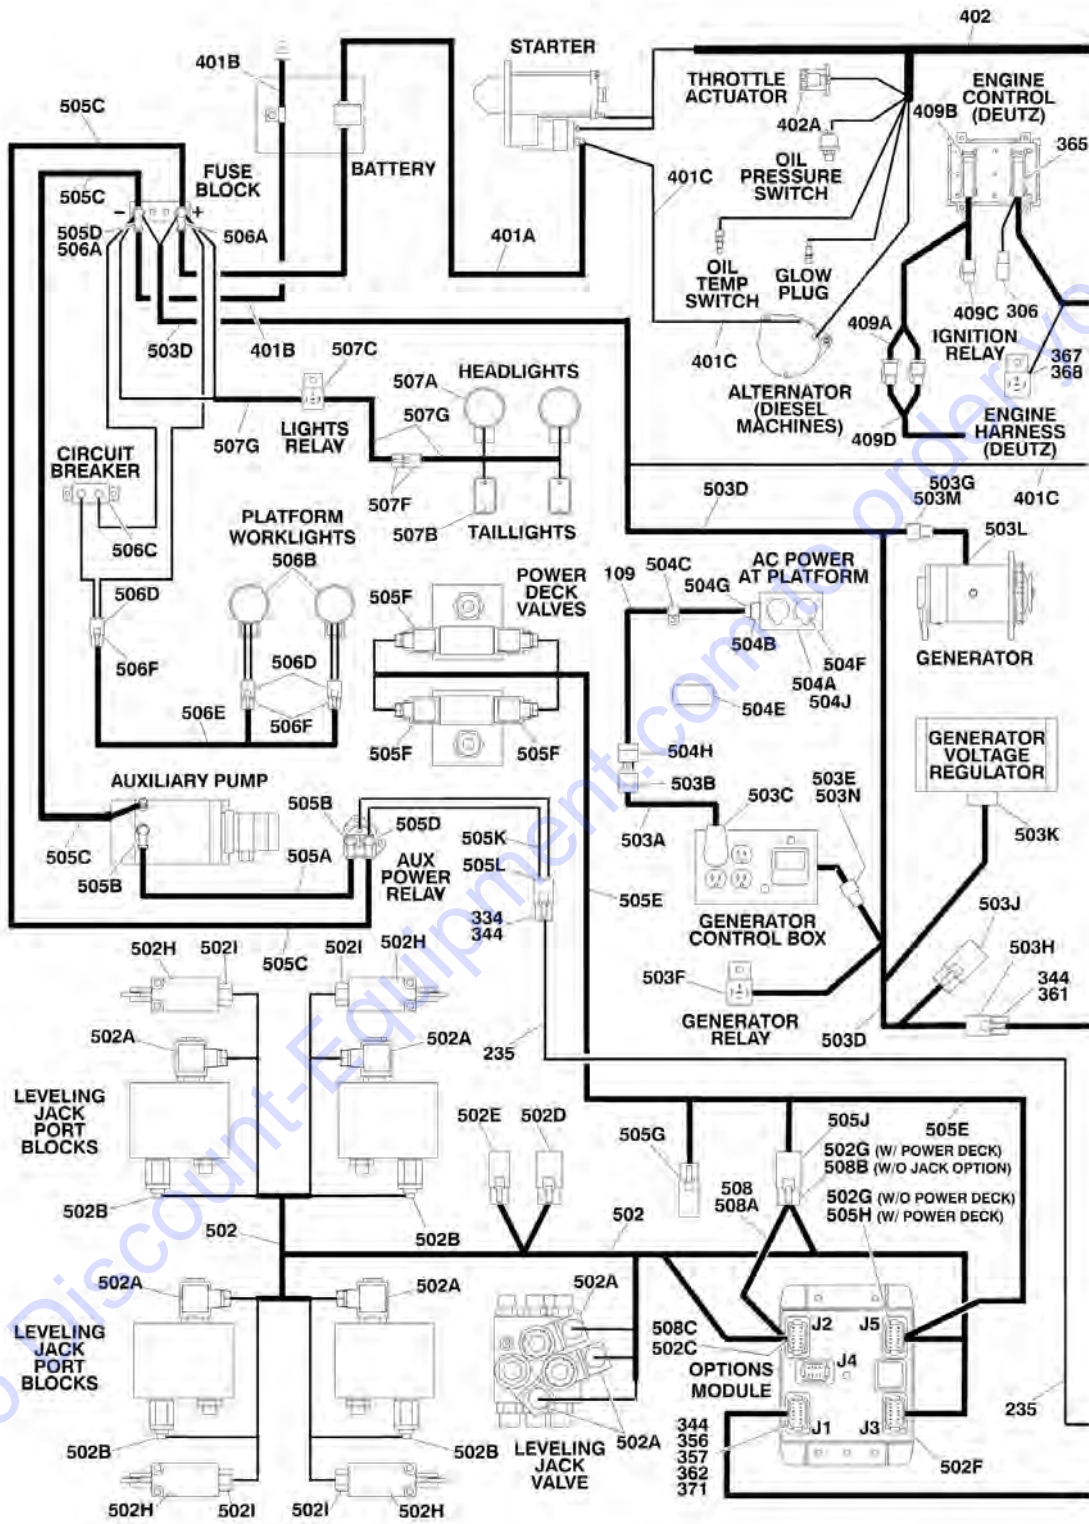 402
STARTER
401B
505C
THROTTLE
ACTUATOR
ENGINE
CONTROL
(DEUTZ)
409B
402A
365
FUSE
BLOCK
BATTERY
OIL
PRESSURE
SWITCH
505C
401C
- +
505D
506A
506A
401A
OIL
TEMP
SWITCH
GLOW
PLUG
409C
306
409A
IGNITION
RELAY
367
368
503D
401B
507C
507A
HEADLIGHTS
401C
ALTERNATOR
(DIESEL
MACHINES)
409D
ENGINE
HARNESS
(DEUTZ)
507G
LIGHTS
RELAY
507G
CIRCUIT
BREAKER
507F
507B
TAILLIGHTS
503D
503G
503M
401C
506C
PLATFORM
WORKLIGHTS
506B
503L
POWER
DECK
VALVES
109
504C
504G
AC POWER
AT PLATFORM
506D
505F
504B
504F
506F
506D
504A
504J
GENERATOR
506E
506F
505F
505F
504E
504H
GENERATOR
VOLTAGE
REGULATOR
AUXILIARY PUMP
503B
505B
505D
503C
503E
503N
505K
503A
503K
505C
505B
505A
AUX
POWER
RELAY
505L
505E
334
344
GENERATOR
CONTROL BOX
503J
505C
503H
502H
502I
502I
502H
503F
344
361
GENERATOR
RELAY
503D
502A
502A
235
LEVELING
JACK
PORT
BLOCKS
502E
502D
505J
505G
505E
502G (W/ POWER DECK)
508B (W/O JACK OPTION)
508
508A
502G (W/O POWER DECK)
505H (W/ POWER DECK)
502B
502
502B
502
502A
502A
502A
LEVELING
JACK
PORT
BLOCKS
508C
502C
J2
J5
J4
OPTIONS
MODULE
235
J1
J3
502B
502B
502A
LEVELING
JACK
VALVE
344
356
357
362
371
502F
502H
502I
502I
502H
Discount-Equipment.com to order yo